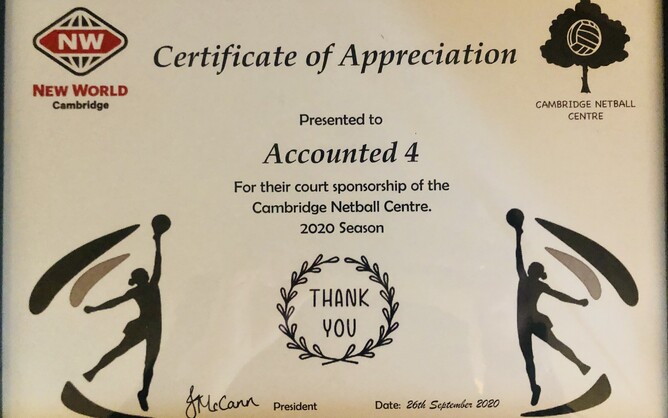 NW
NEW WORLD
Cambridge
Certificate of Appreciation
CAMBRIDGE NETBALL
CENTRE
Presented to
Accounted 4
For their court sponsorship of the
Cambridge Netball Centre.
2020 Season
THANK
YOU
JMcCann President Date: 26th September 2020